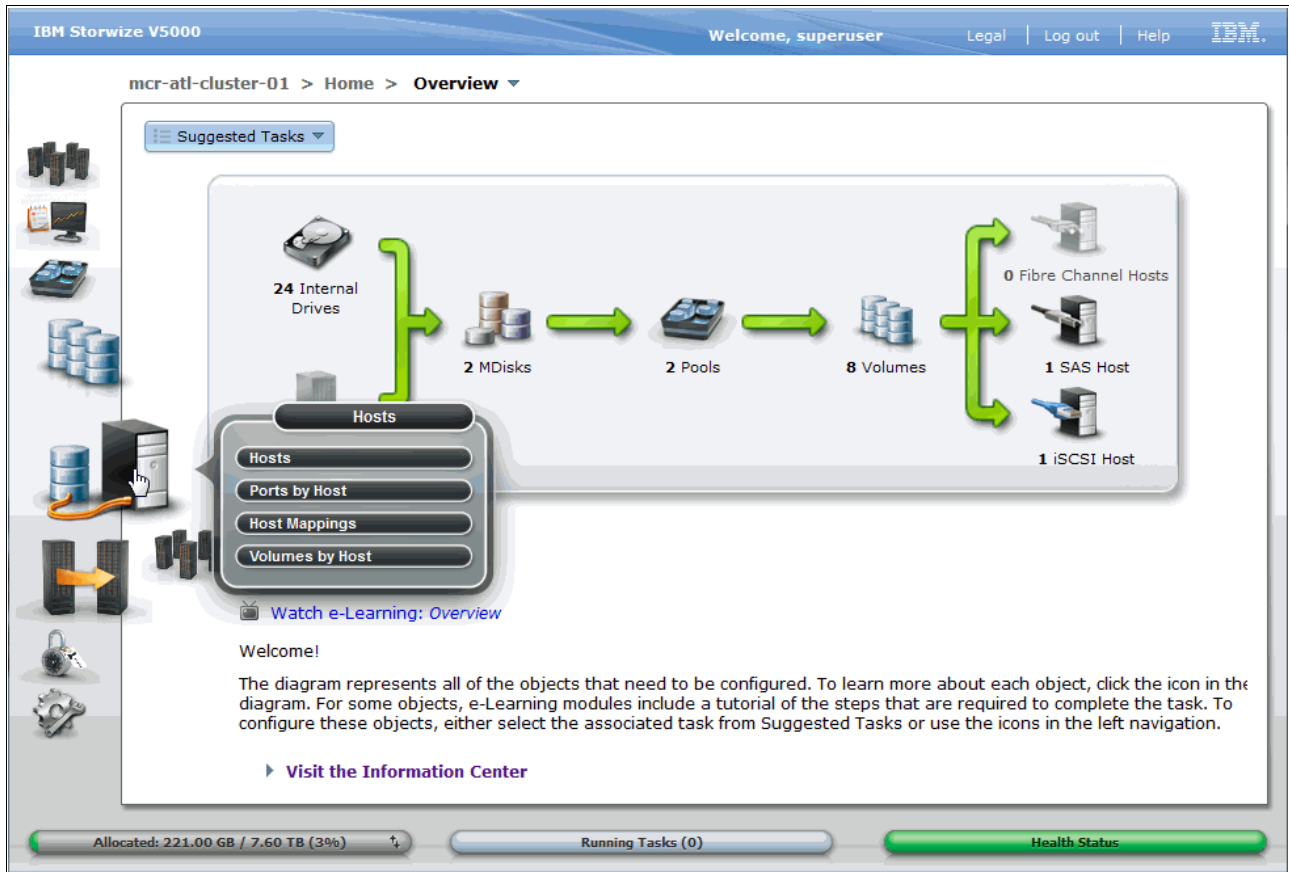 IBM Storwize V5000
Welcome, superuser
Legal
Log out
Help
IBM.
mcr-atl-cluster-01 > Home > Overview
Suggested Tasks
24 Internal
Drives
2 MDisks
2 Pools
8 Volumes
0 Fibre Channel Hosts
1 SAS Host
1 iSCSI Host
Hosts
Hosts
Ports by Host
Host Mappings
Volumes by Host
Watch e-Learning: Overview
Welcome!
The diagram represents all of the objects that need to be configured. To learn more about each object, click the icon in the
diagram. For some objects, e-Learning modules include a tutorial of the steps that are required to complete the task. To
configure these objects, either select the associated task from Suggested Tasks or use the icons in the left navigation.
Visit the Information Center
Allocated: 221.00 GB / 7.60 TB (3%)
Running Tasks (0)
Health Status